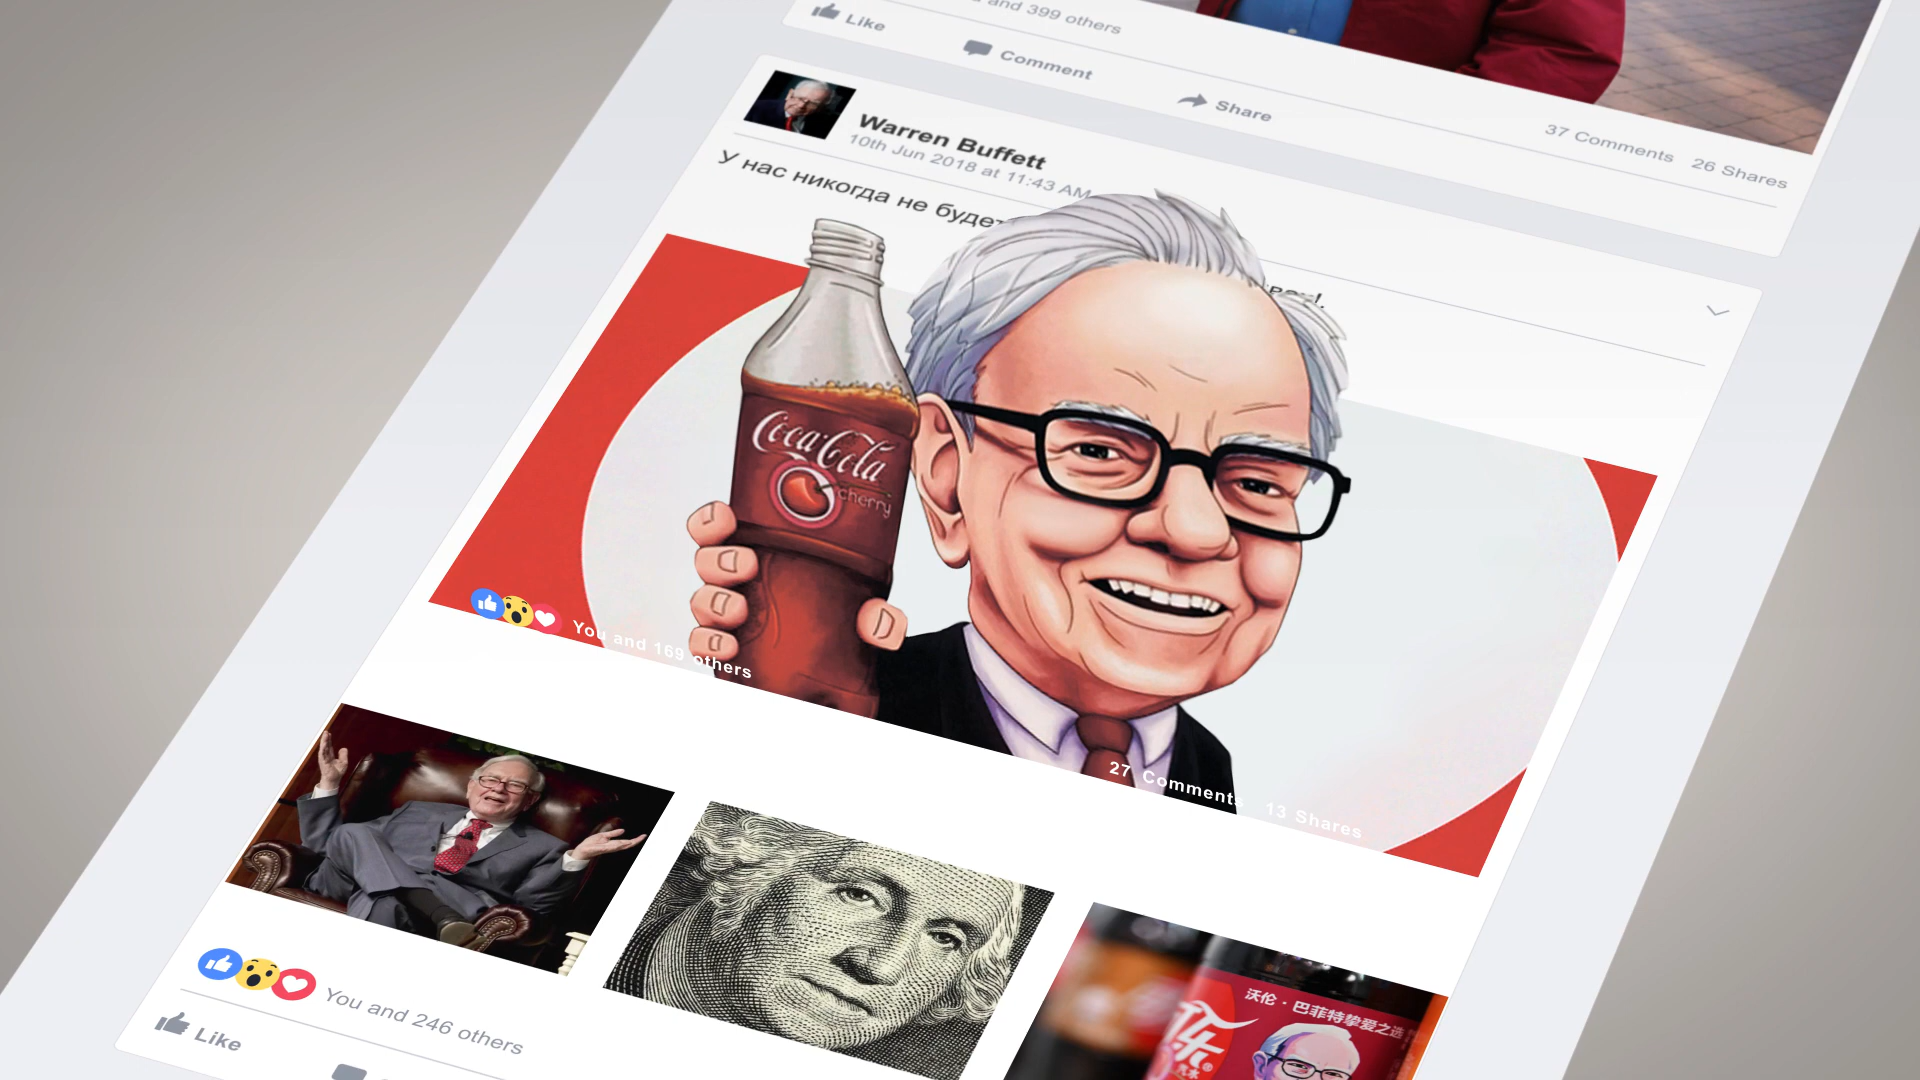 and 399 others
Like
Comment
Share
37 Comments
26 Shares
Warren Buffett
10th Jun 2018 at 11:43 AM
У нас никогда не
Coca-Cola
cherry
You and 169 others
27 Comments
13 Shares
沃伦·巴菲特挚爱之选
You and 246 others
Like